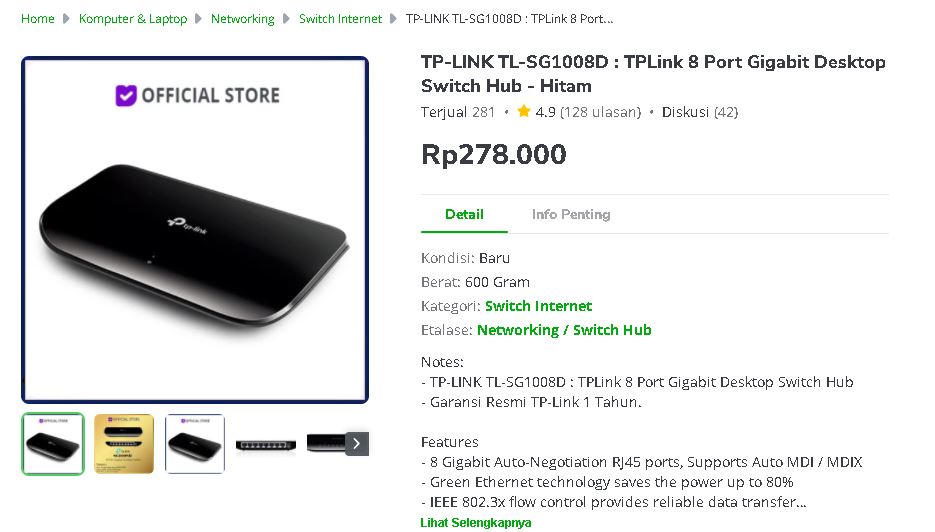 Home Komputer & Laptop Networking Switch Internet TP-LINK TL-SG1008D : TPLink 8 Port...
OFFICIAL STORE
tp-link
TP-LINK TL-SG1008D : TPLink 8 Port Gigabit Desktop
Switch Hub - Hitam
Terjual 281 • 4.9 (128 ulasan) • Diskusi (42)
Rp278.000
Detail Info Penting
Kondisi: Baru
Berat: 600 Gram
Kategori: Switch Internet
Etalase: Networking / Switch Hub
Notes:
- TP-LINK TL-SG1008D : TPLink 8 Port Gigabit Desktop Switch Hub
- Garansi Resmi TP-Link 1 Tahun.
Features
- 8 Gigabit Auto-Negotiation RJ45 ports, Supports Auto MDI / MDIX
- Green Ethernet technology saves the power up to 80%
- IEEE 802.3x flow control provides reliable data transfer...
Lihat Selengkapnya